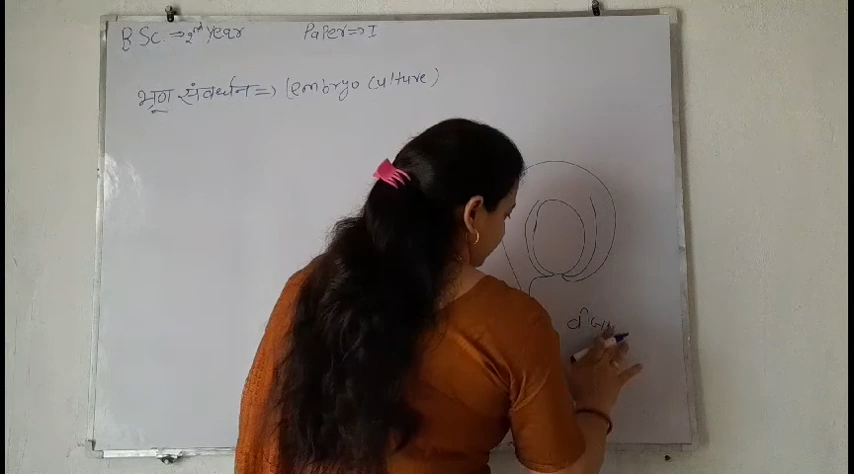 B.Sc. ⇒ 2nd Year Paper ⇒ I
भ्रूण संवर्धन ⇒ (embryo culture)